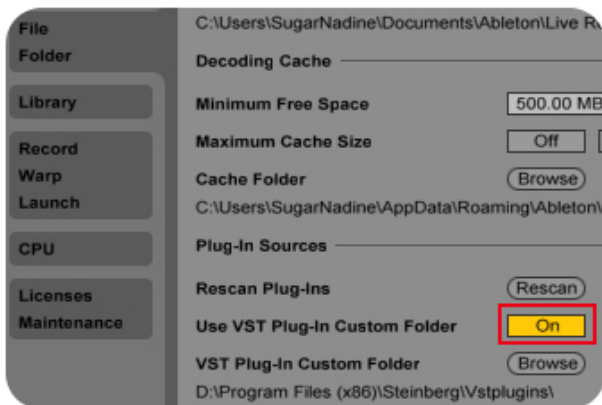 File
Folder
Library
Record
Warp
Launch
CPU
Licenses
Maintenance
C:\Users\SugarNadine\Documents\Ableton\Live
Decoding Cache
Minimum Free Space 500.00 MB
Maximum Cache Size Off
Cache Folder Browse
C:\Users\SugarNadine\AppData\Roaming\Ableton\
Plug-In Sources
Rescan Plug-Ins Rescan
Use VST Plug-In Custom Folder On
VST Plug-In Custom Folder Browse
D:\Program Files (x86)\Steinberg\Vstplugins\